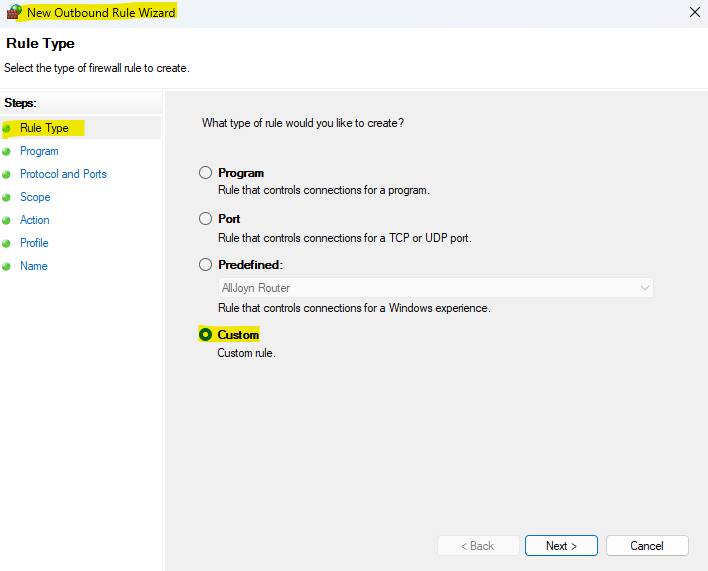 New Outbound Rule Wizard
Rule Type
Select the type of firewall rule to create.
Steps:
Rule Type
Program
Protocol and Ports
Scope
Action
Profile
Name
What type of rule would you like to create?
Program
Rule that controls connections for a program.
Port
Rule that controls connections for a TCP or UDP port.
Predefined:
AllJoyn Router
Rule that controls connections for a Windows experience.
Custom
Custom rule.
< Back
Next >
Cancel